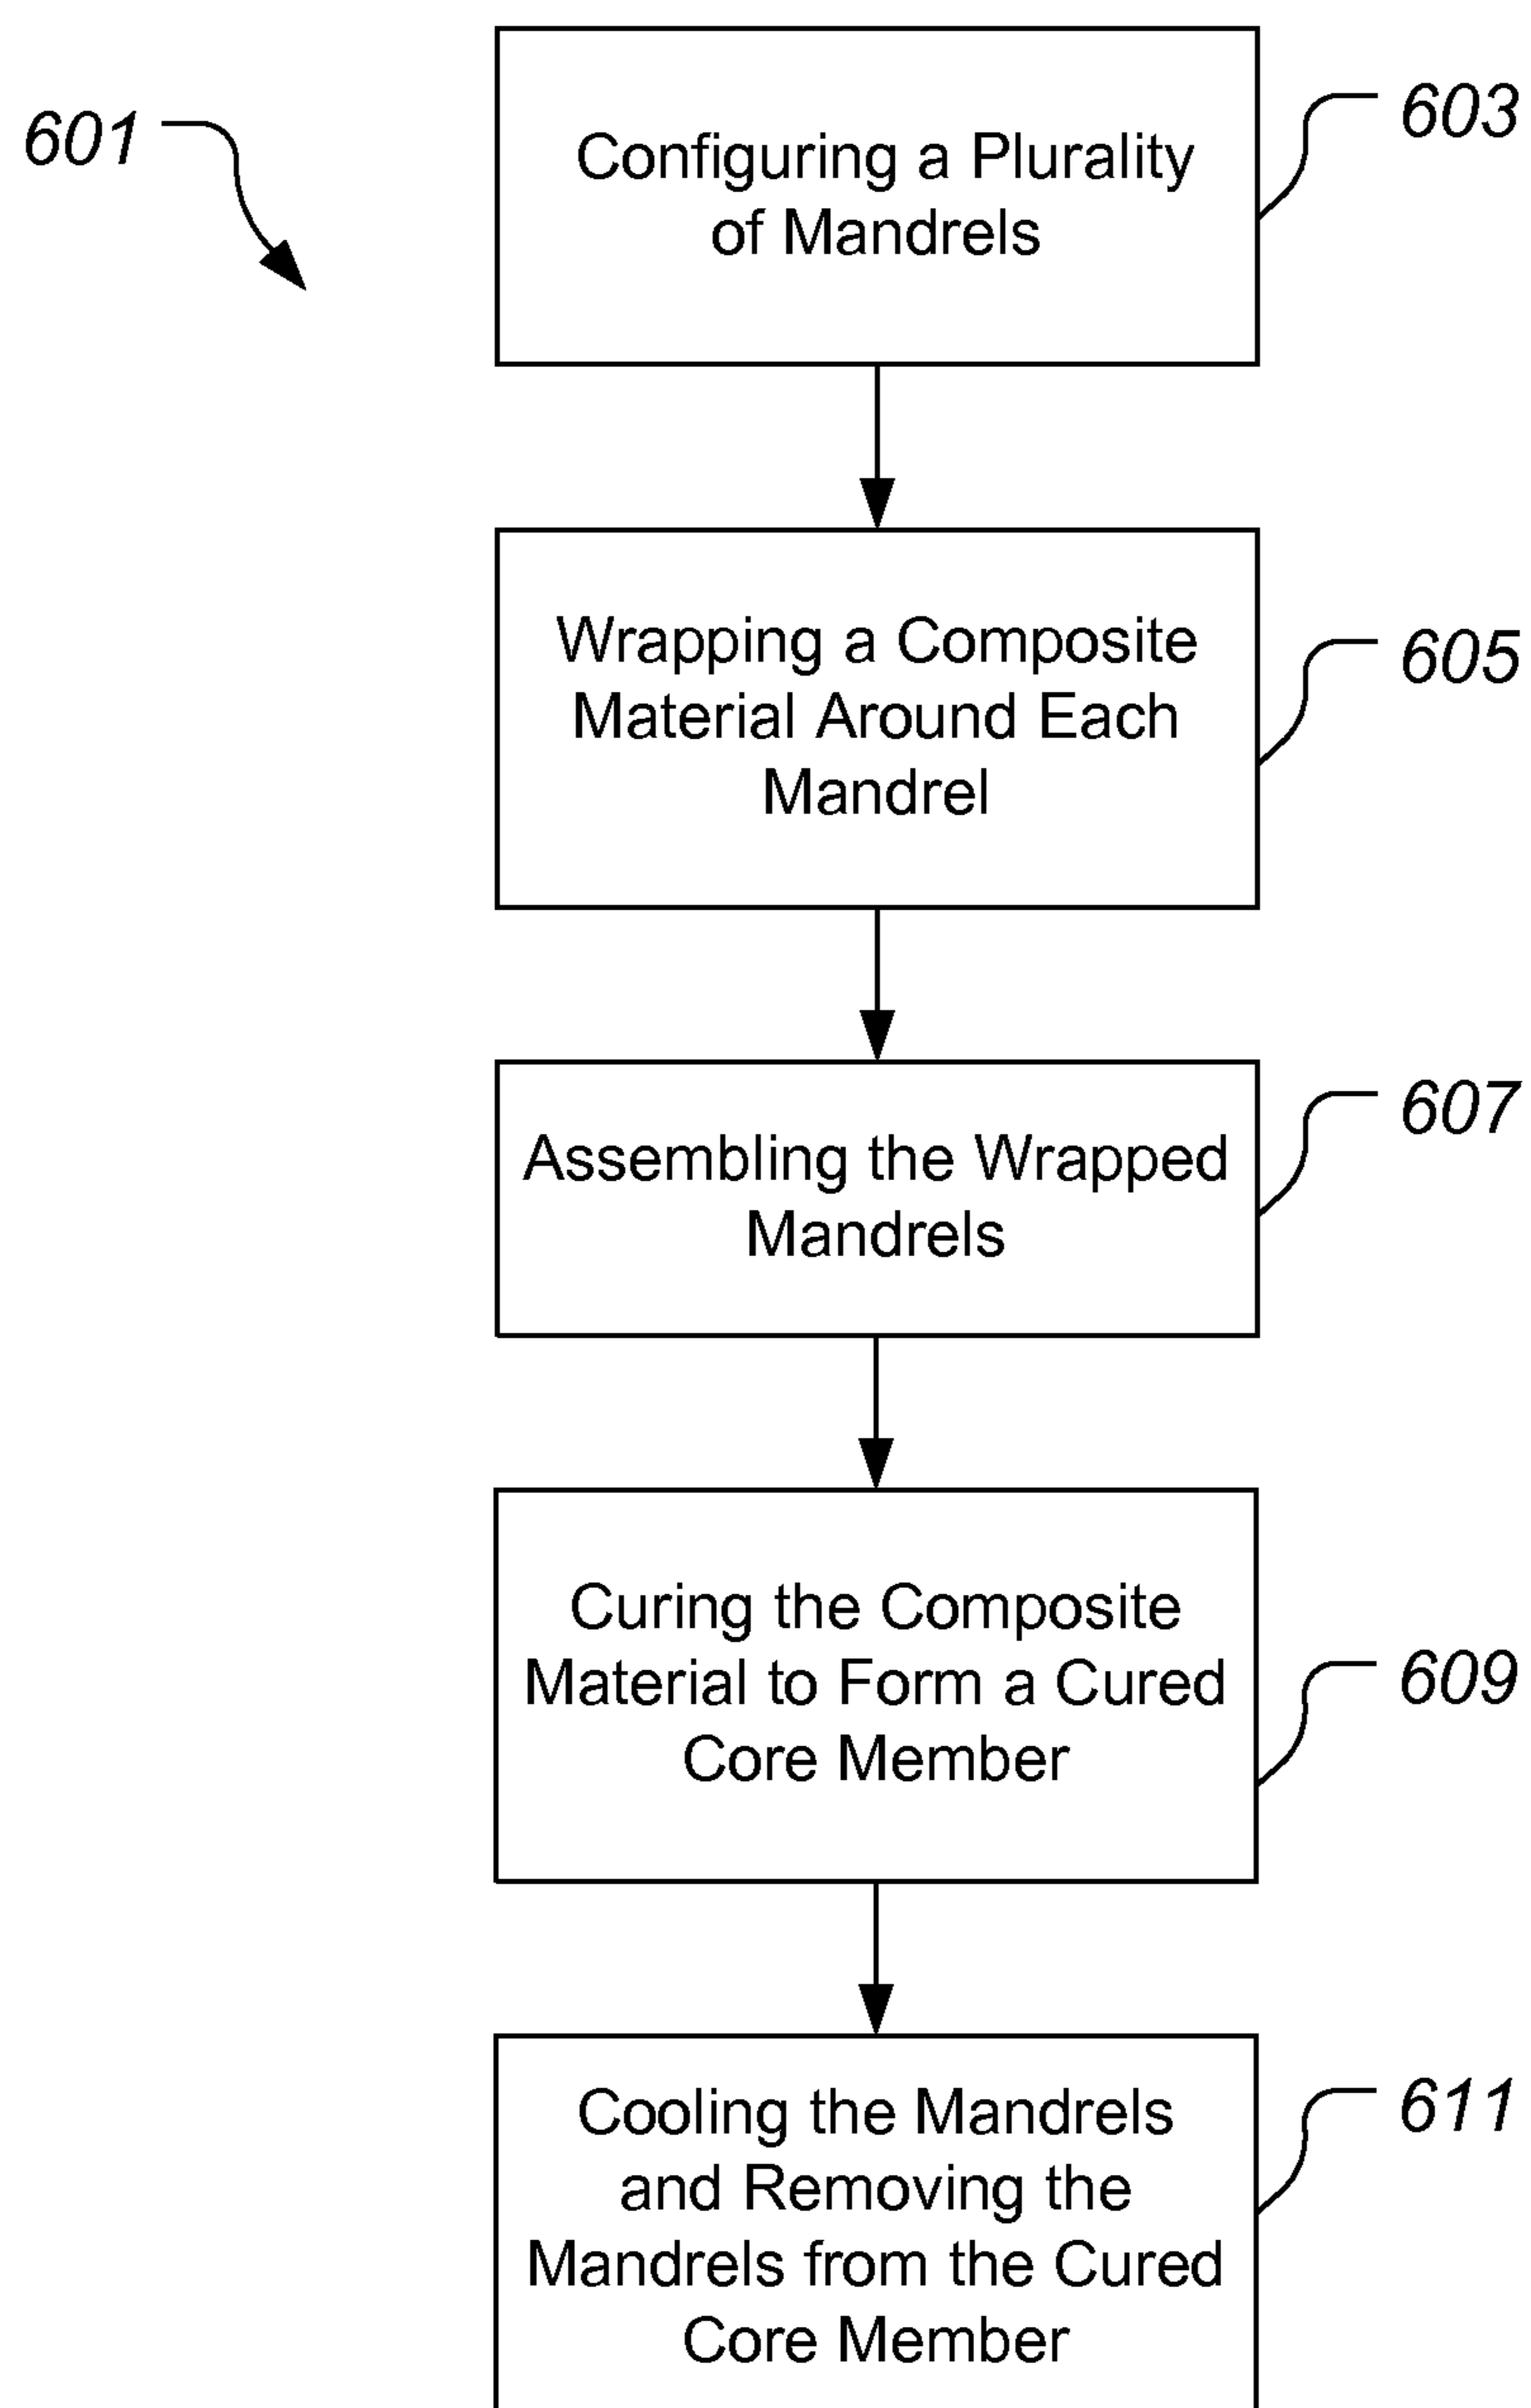 601
603
Configuring a Plurality
of Mandrels
605
Wrapping a Composite
Material Around Each
Mandrel
607
Assembling the Wrapped
Mandrels
609
Curing the Composite
Material to Form a Cured
Core Member
611
Cooling the Mandrels
and Removing the
Mandrels from the Cured
Core Member